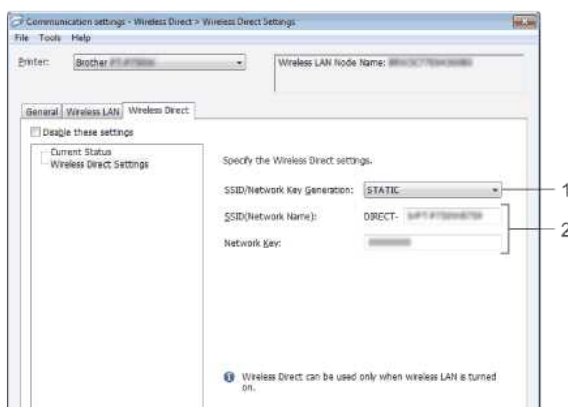 Communication settings - Wireless Direct > Wireless Direct Settings
File Tools Help
Printer: Brother
Wireless LAN Node Name:
General Wireless LAN Wireless Direct
Disable these settings
Current Status
Wireless Direct Settings
Specify the Wireless Direct settings.
SSID/Network Key Generation: STATIC
1
SSID(Network Name): DIRECT-
2
Network Key:
Wireless Direct can be used only when wireless LAN is turned
on.